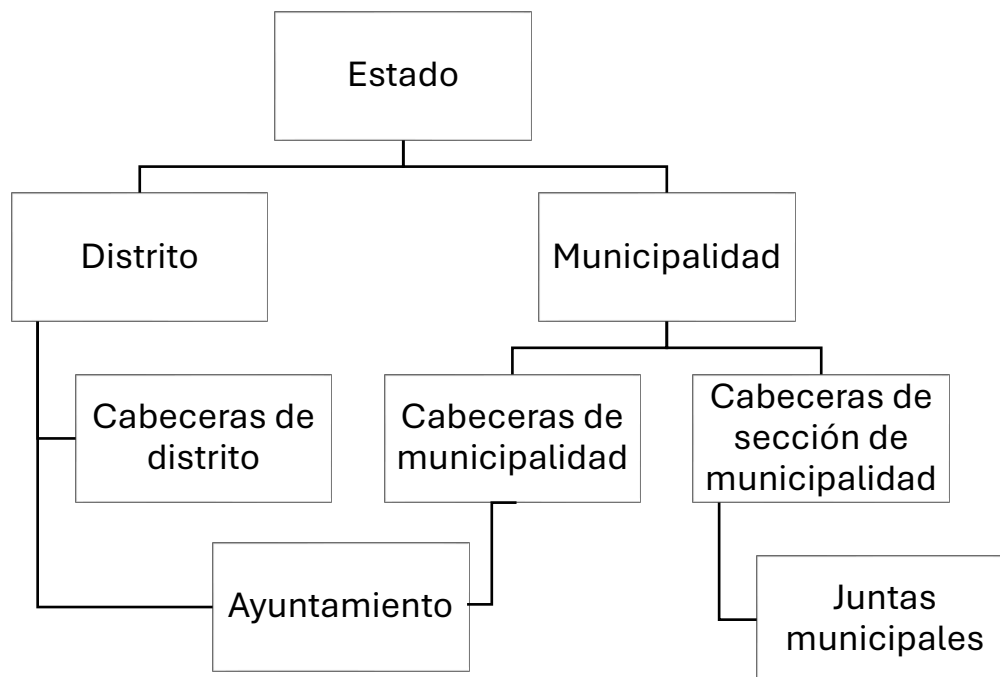 Estado
Distrito
Municipalidad
Cabeceras de
distrito
Cabeceras de
municipalidad
Cabeceras de
sección de
municipalidad
Ayuntamiento
Juntas
municipales